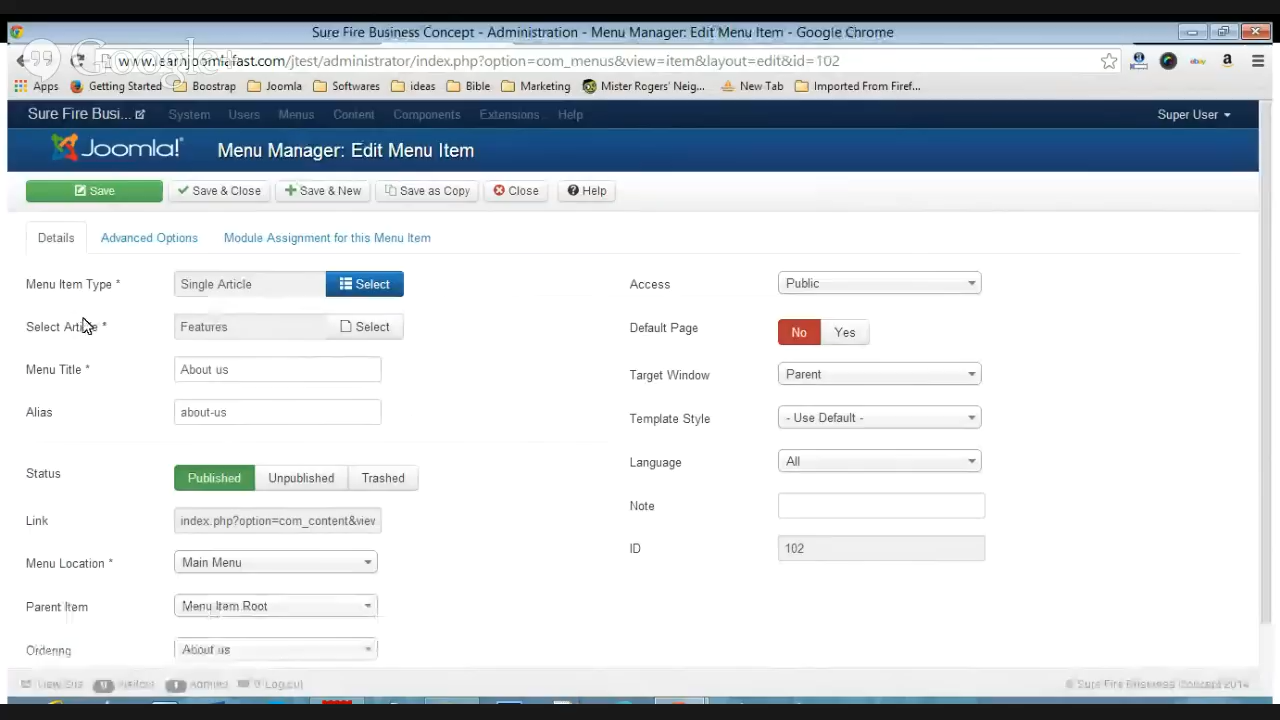 Sure Fire Business Concept - Administration - Menu Manager: Edit Menu Item - Google Chrome
Google+
www.learnjoomlafast.com/jtest/administrator/index.php?option=com_menus&view=item&layout=edit&id=102
Apps Getting Started Boostrap Joomla Softwares ideas Bible Marketing Mister Rogers' Neig... New Tab Imported From Firef...
Sure Fire Busi... System Users Menus Content Components Extensions Help Super User
Joomla! Menu Manager: Edit Menu Item
Save Save & Close Save & New Save as Copy Close Help
Details Advanced Options Module Assignment for this Menu Item
Menu Item Type * Single Article Select Access Public
Select Article * Features Select Default Page No Yes
Menu Title * About us Target Window Parent
Alias about-us Template Style - Use Default -
Status Published Unpublished Trashed Language All
Link index.php?option=com_content&view Note
Menu Location * Main Menu ID 102
Parent Item Menu Item Root
Ordering About us
View Site 0 Visitors 1 Admins 0 Log out © Sure Fire Business Concept 2014